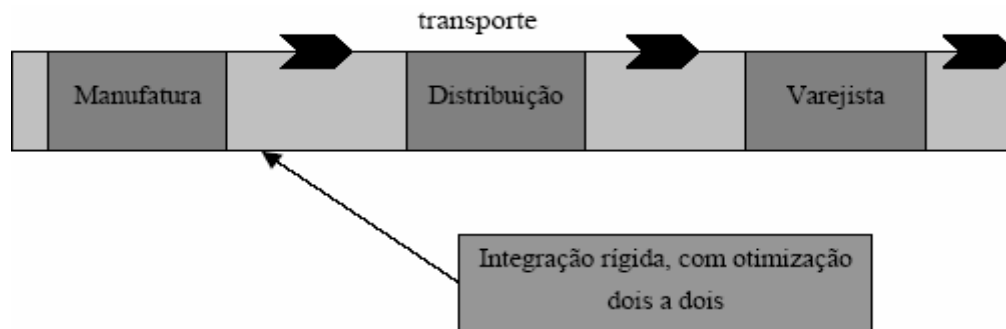 transporte
Manufatura
Distribuição
Varejista
Integração rígida, com otimização
dois a dois